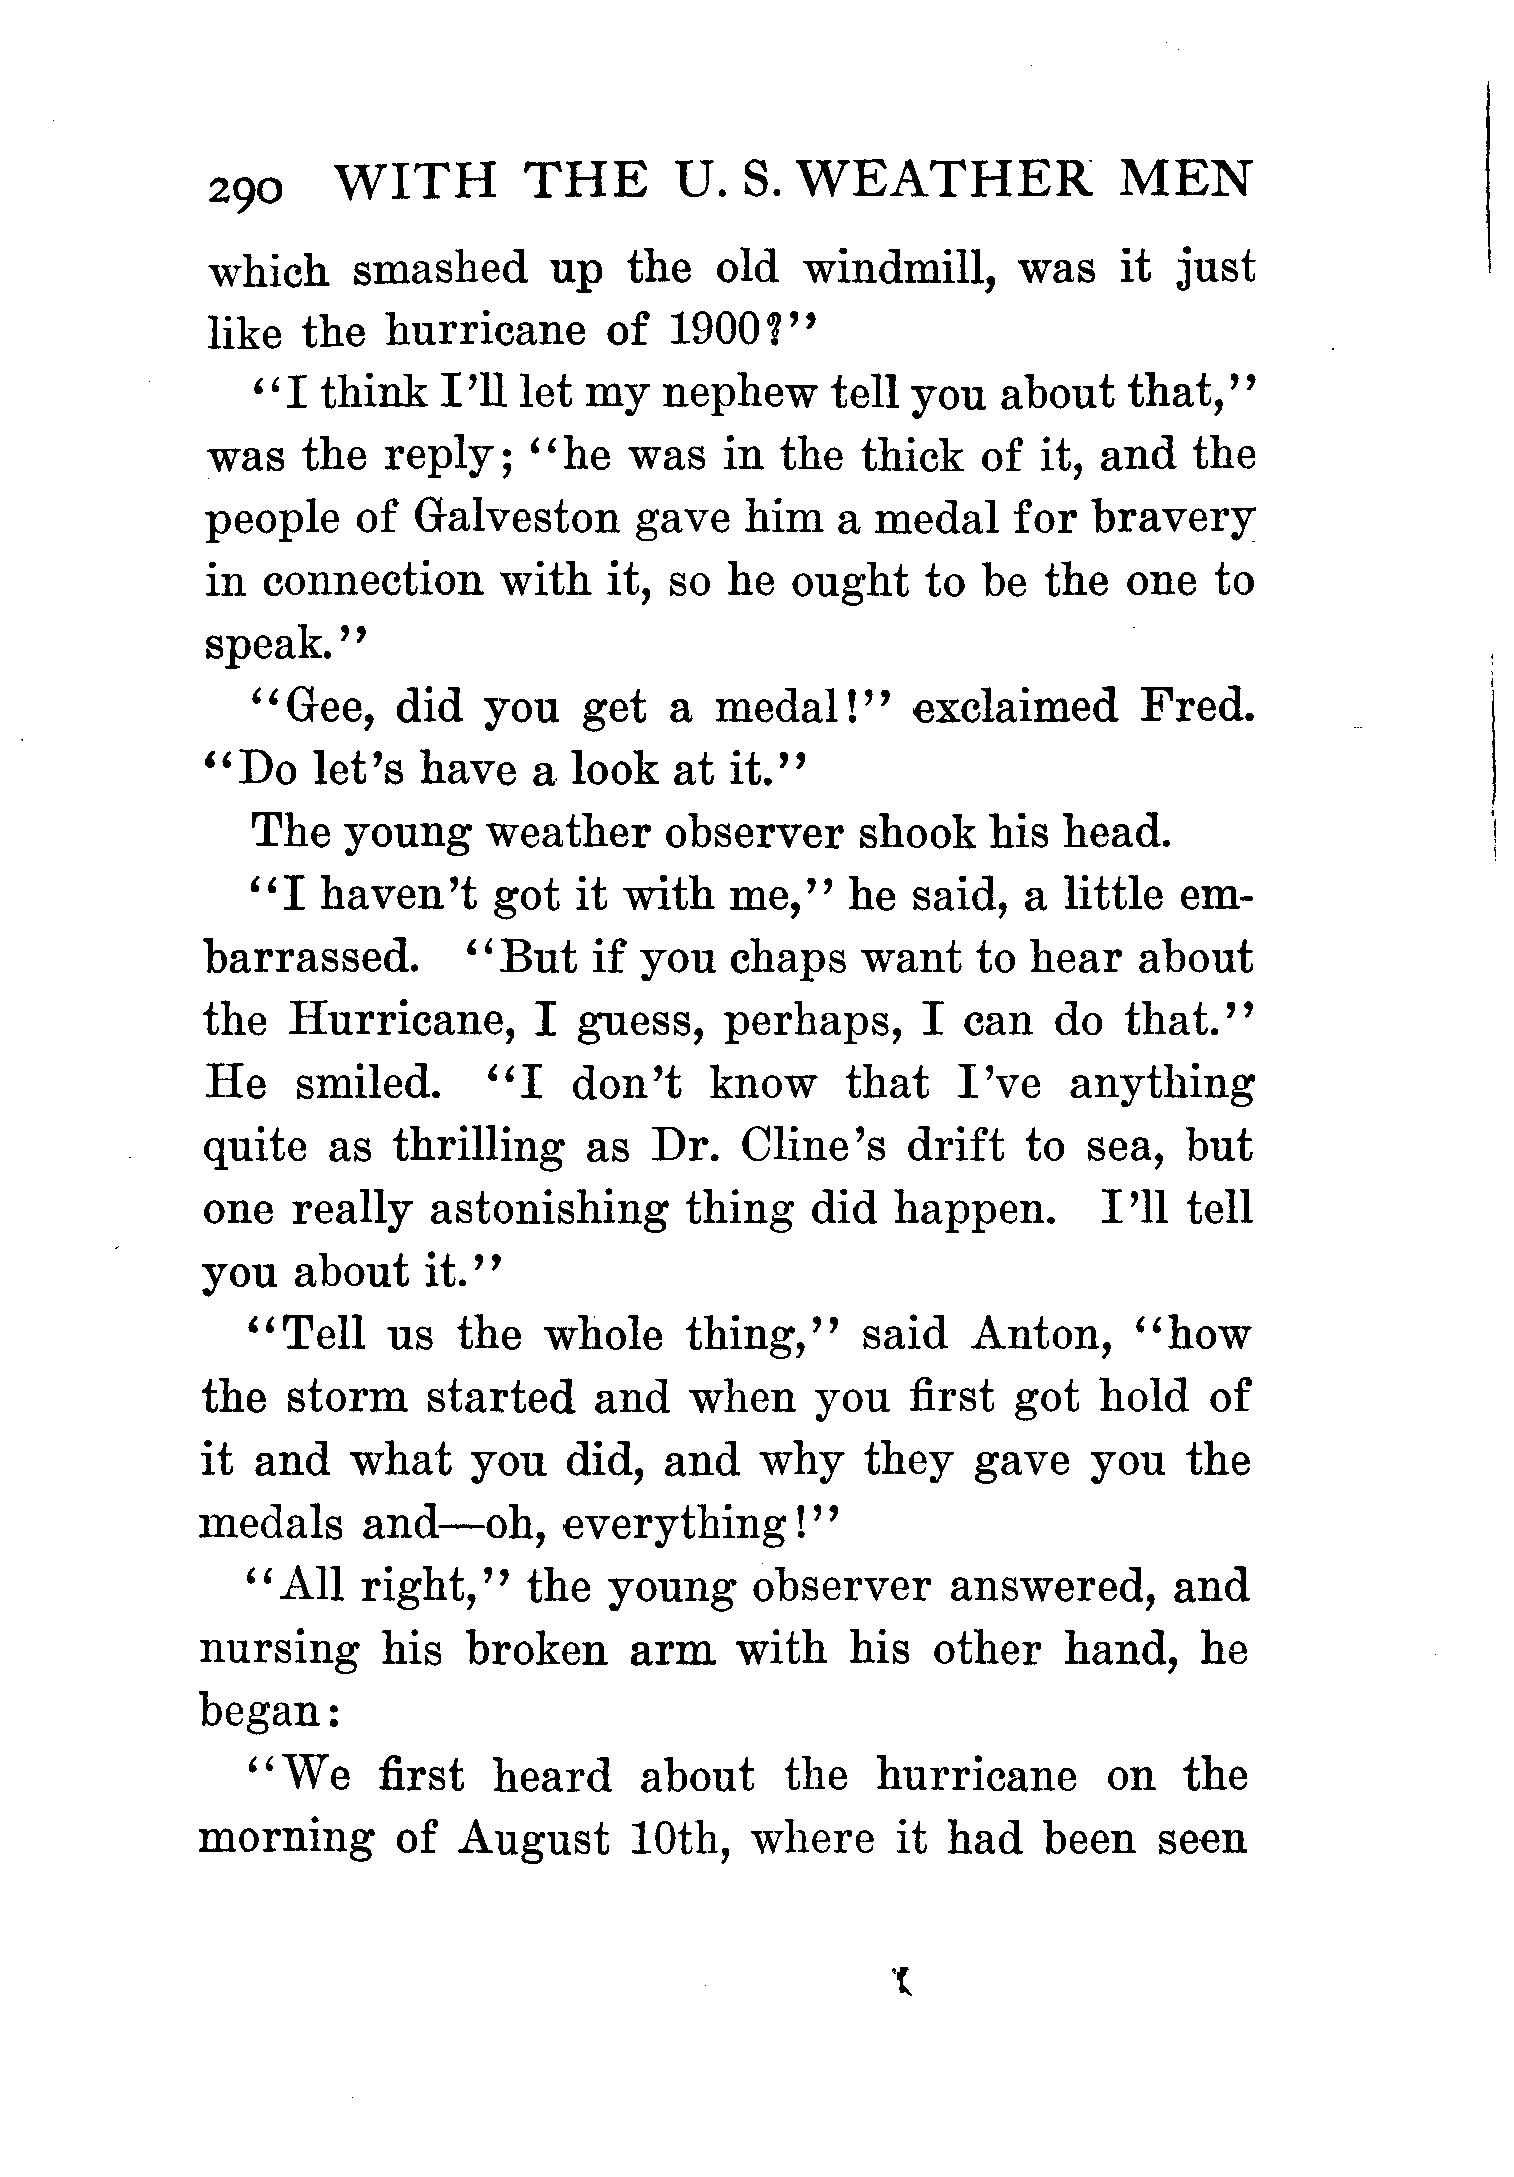 290 WITH THE U. S. WEATHER MEN
which smashed up the old windmill, was it just
like the hurricane of 1900?"
"I think I'll let my nephew tell you about that,"
was the reply; "he was in the thick of it, and the
people of Galveston gave him a medal for bravery
in connection with it, so he ought to be the one to
speak."
"Gee, did you get a medal!" exclaimed Fred.
"Do let's have a look at it."
The young weather observer shook his head.
"I haven't got it with me," he said, a little em-
barrassed. "But if you chaps want to hear about
the Hurricane, I guess, perhaps, I can do that."
He smiled. "I don't know that I've anything
quite as thrilling as Dr. Cline's drift to sea, but
one really astonishing thing did happen. I'll tell
you about it."
"Tell us the whole thing," said Anton, "how
the storm started and when you first got hold of
it and what you did, and why they gave you the
medals and—oh, everything!"
"All right," the young observer answered, and
nursing his broken arm with his other hand, he
began:
"We first heard about the hurricane on the
morning of August 10th, where it had been seen